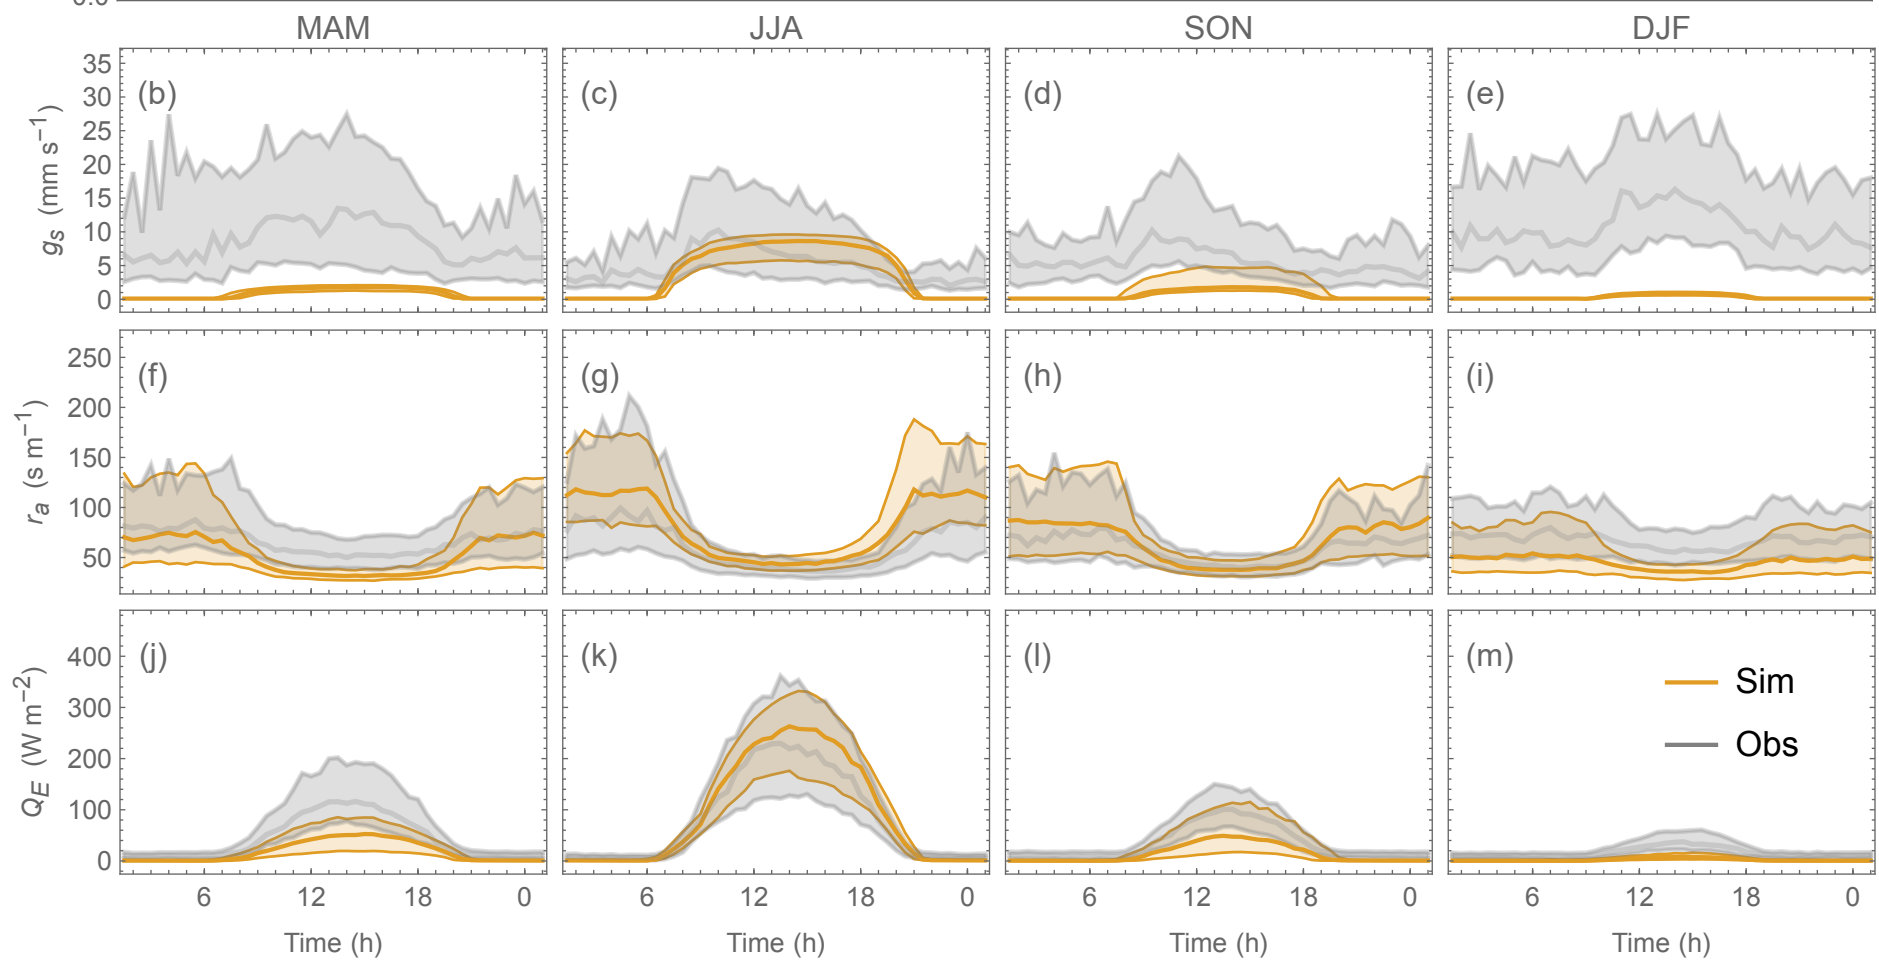 0.0
MAM JJA SON DJF
(b) (c) (d) (e)
35
30
25
20
15
10
5
0
gs (mm s−1)
(f) (g) (h) (i)
250
200
150
100
50
ra (s m−1)
(j) (k) (l) (m)
400
300
200
100
0
QE (W m−2)
Sim
Obs
6 12 18 0 6 12 18 0 6 12 18 0 6 12 18 0
Time (h) Time (h) Time (h) Time (h)